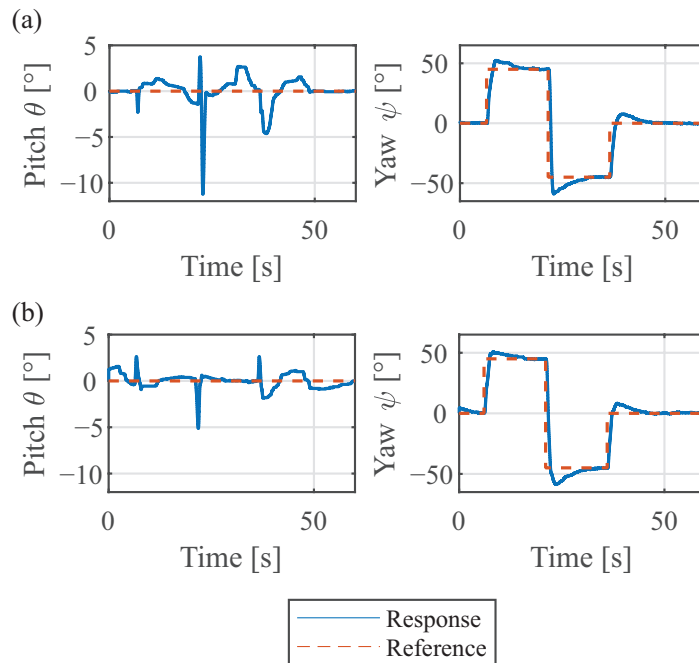 (a)
Pitch θ [°]
5
0
−5
−10
0
50
Time [s]
Yaw ψ [°]
50
0
−50
0
50
Time [s]
(b)
Pitch θ [°]
5
0
−5
−10
0
50
Time [s]
Yaw ψ [°]
50
0
−50
0
50
Time [s]
Response
Reference